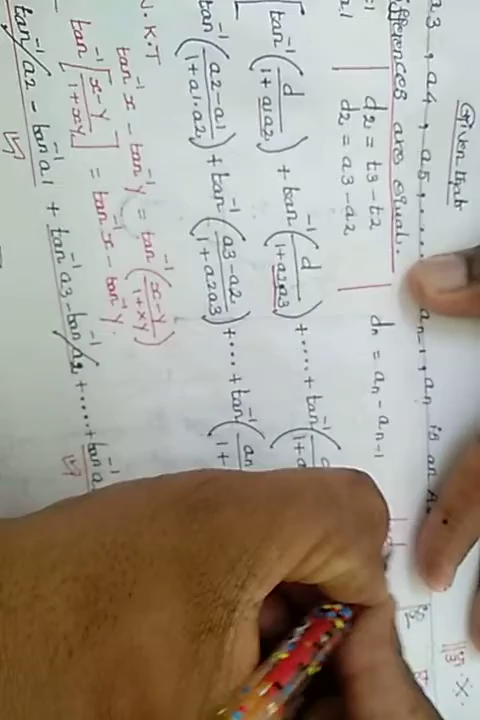 Given that
a3, a4, a5, ...... an-1, an is an A.
differences are equal.
d2 = t3 - t2
d2 = a3 - a2
dn = an - an-1
[tan⁻¹(d/1+a1a2) + tan⁻¹(d/1+a2a3) + .... + tan⁻¹(
tan⁻¹(a2-a1/1+a1.a2) + tan⁻¹(a3-a2/1+a2a3) + ... + tan⁻¹(an
W.K.T
tan⁻¹x - tan⁻¹y = tan⁻¹(x-y/1+xy)
tan⁻¹[x-y/1+xy] = tan⁻¹x - tan⁻¹y.
tan⁻¹a2 - tan⁻¹a1 + tan⁻¹a3 - tan⁻¹a2 + .... + tan⁻¹a